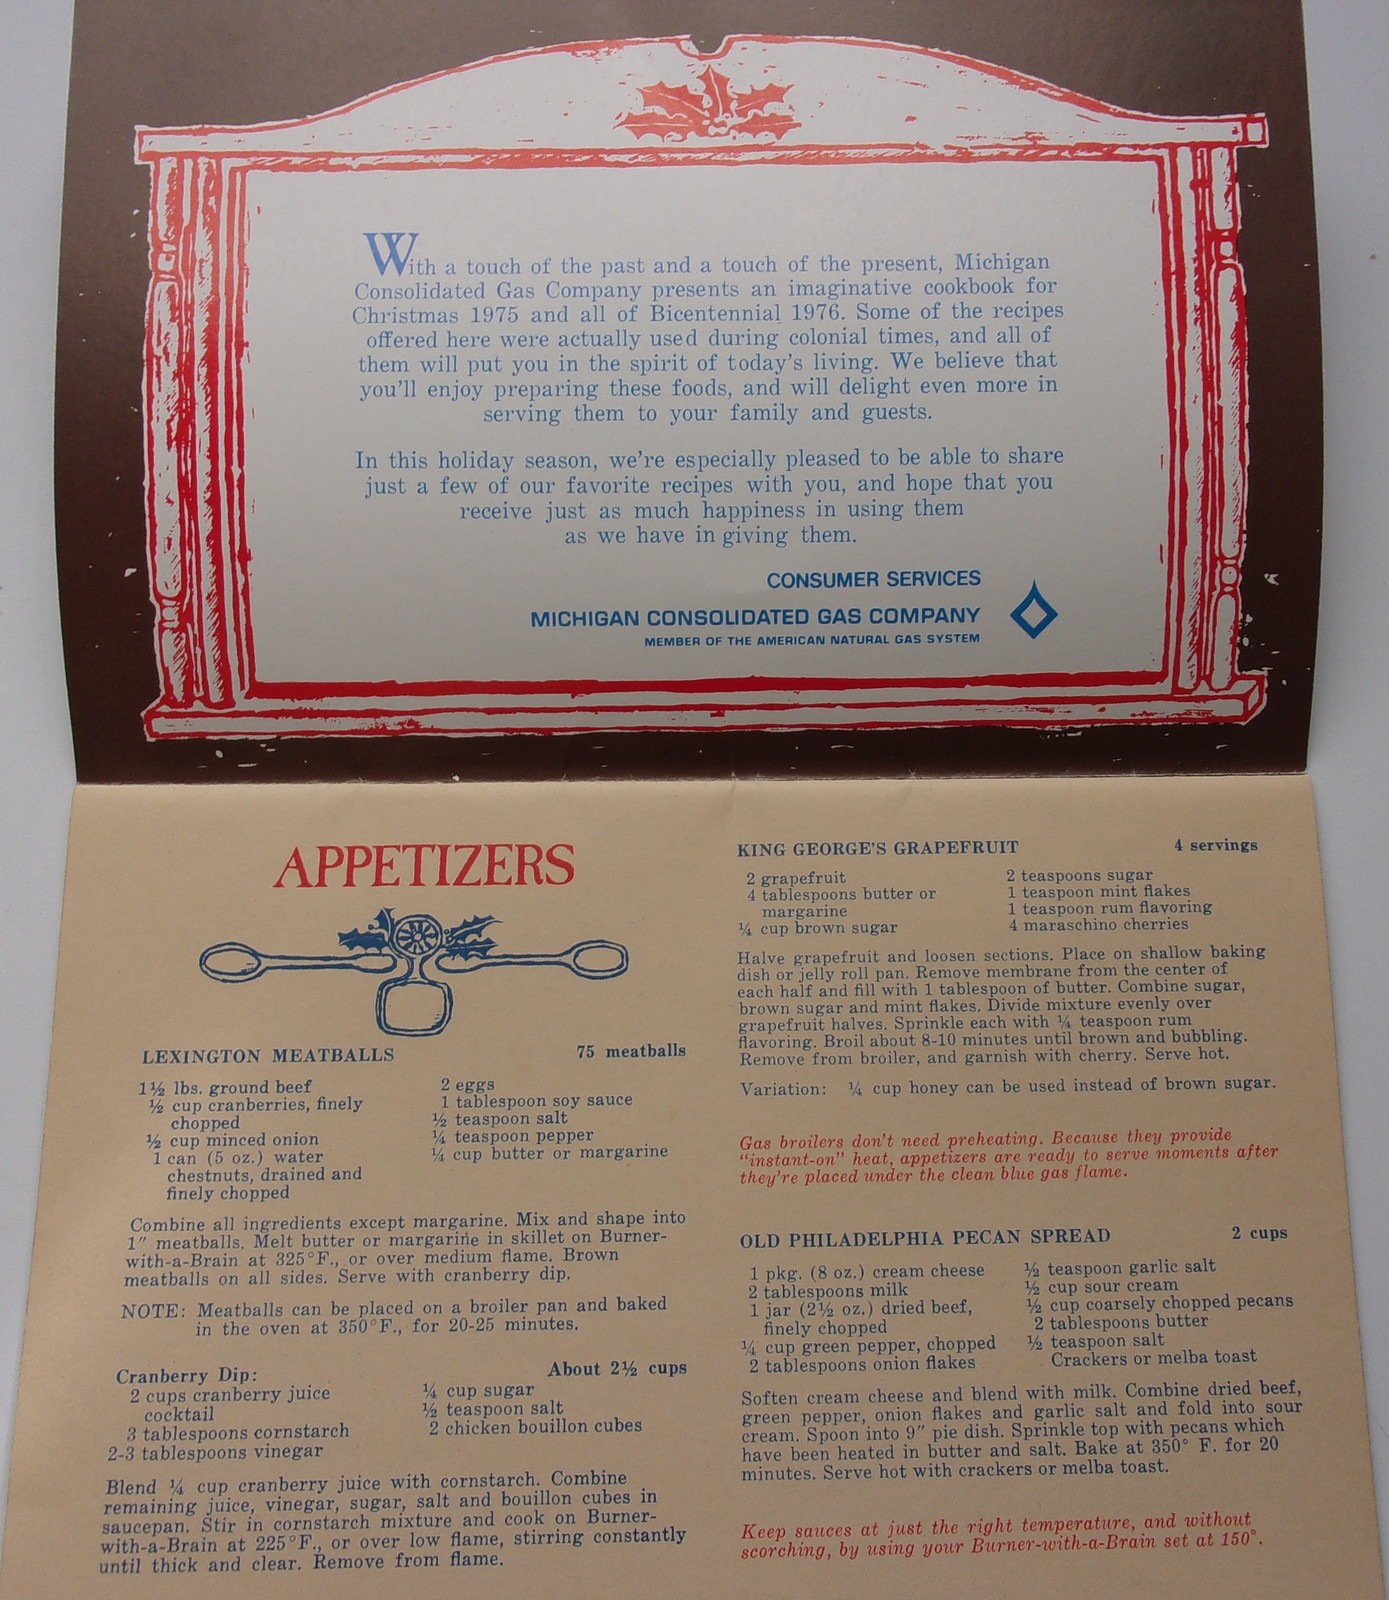 With a touch of the past and a touch of the present, Michigan
Consolidated Gas Company presents an imaginative cookbook for
Christmas 1975 and all of Bicentennial 1976. Some of the recipes
offered here were actually used during colonial times, and all of
them will put you in the spirit of today's living. We believe that
you'll enjoy preparing these foods, and will delight even more in
serving them to your family and guests.
In this holiday season, we're especially pleased to be able to share
just a few of our favorite recipes with you, and hope that you
receive just as much happiness in using them
as we have in giving them.
CONSUMER SERVICES
MICHIGAN CONSOLIDATED GAS COMPANY
MEMBER OF THE AMERICAN NATURAL GAS SYSTEM
APPETIZERS
LEXINGTON MEATBALLS 75 meatballs
1½ lbs. ground beef
½ cup cranberries, finely
chopped
½ cup minced onion
1 can (5 oz.) water
chestnuts, drained and
finely chopped
2 eggs
1 tablespoon soy sauce
½ teaspoon salt
¼ teaspoon pepper
¼ cup butter or margarine
Combine all ingredients except margarine. Mix and shape into
1" meatballs. Melt butter or margarine in skillet on Burner-
with-a-Brain at 325°F., or over medium flame. Brown
meatballs on all sides. Serve with cranberry dip.
NOTE: Meatballs can be placed on a broiler pan and baked
in the oven at 350°F., for 20-25 minutes.
Cranberry Dip: About 2½ cups
2 cups cranberry juice
cocktail
3 tablespoons cornstarch
2-3 tablespoons vinegar
¼ cup sugar
½ teaspoon salt
2 chicken bouillon cubes
Blend ¼ cup cranberry juice with cornstarch. Combine
remaining juice, vinegar, sugar, salt and bouillon cubes in
saucepan. Stir in cornstarch mixture and cook on Burner-
with-a-Brain at 225°F., or over low flame, stirring constantly
until thick and clear. Remove from flame.
KING GEORGE'S GRAPEFRUIT 4 servings
2 grapefruit
4 tablespoons butter or
margarine
¼ cup brown sugar
2 teaspoons sugar
1 teaspoon mint flakes
1 teaspoon rum flavoring
4 maraschino cherries
Halve grapefruit and loosen sections. Place on shallow baking
dish or jelly roll pan. Remove membrane from the center of
each half and fill with 1 tablespoon of butter. Combine sugar,
brown sugar and mint flakes. Divide mixture evenly over
grapefruit halves. Sprinkle each with ¼ teaspoon rum
flavoring. Broil about 8-10 minutes until brown and bubbling.
Remove from broiler, and garnish with cherry. Serve hot.
Variation: ¼ cup honey can be used instead of brown sugar.
Gas broilers don't need preheating. Because they provide
"instant-on" heat, appetizers are ready to serve moments after
they're placed under the clean blue gas flame.
OLD PHILADELPHIA PECAN SPREAD 2 cups
1 pkg. (8 oz.) cream cheese
2 tablespoons milk
1 jar (2½ oz.) dried beef,
finely chopped
¼ cup green pepper, chopped
2 tablespoons onion flakes
½ teaspoon garlic salt
½ cup sour cream
½ cup coarsely chopped pecans
2 tablespoons butter
½ teaspoon salt
Crackers or melba toast
Soften cream cheese and blend with milk. Combine dried beef,
green pepper, onion flakes and garlic salt and fold into sour
cream. Spoon into 9" pie dish. Sprinkle top with pecans which
have been heated in butter and salt. Bake at 350° F. for 20
minutes. Serve hot with crackers or melba toast.
Keep sauces at just the right temperature, and without
scorching, by using your Burner-with-a-Brain set at 150°.